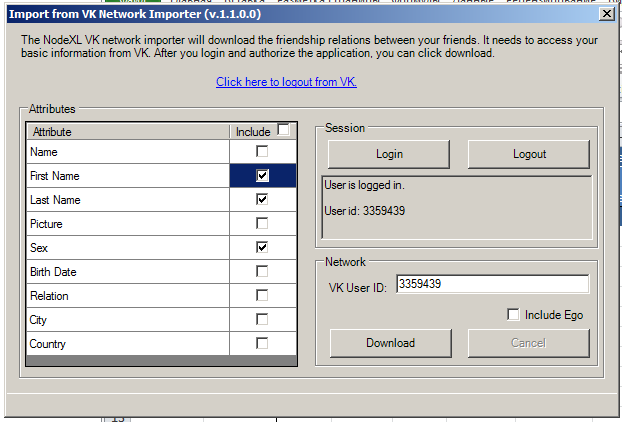 Import from VK Network Importer (v.1.1.0.0)
The NodeXL VK network importer will download the friendship relations between your friends. It needs to access your
basic information from VK. After you login and authorize the application, you can click download.
Click here to logout from VK.
Attributes
Attribute Include
Name
First Name
Last Name
Picture
Sex
Birth Date
Relation
City
Country
Session
Login Logout
User is logged in.
User id: 3359439
Network
VK User ID: 3359439
Include Ego
Download Cancel